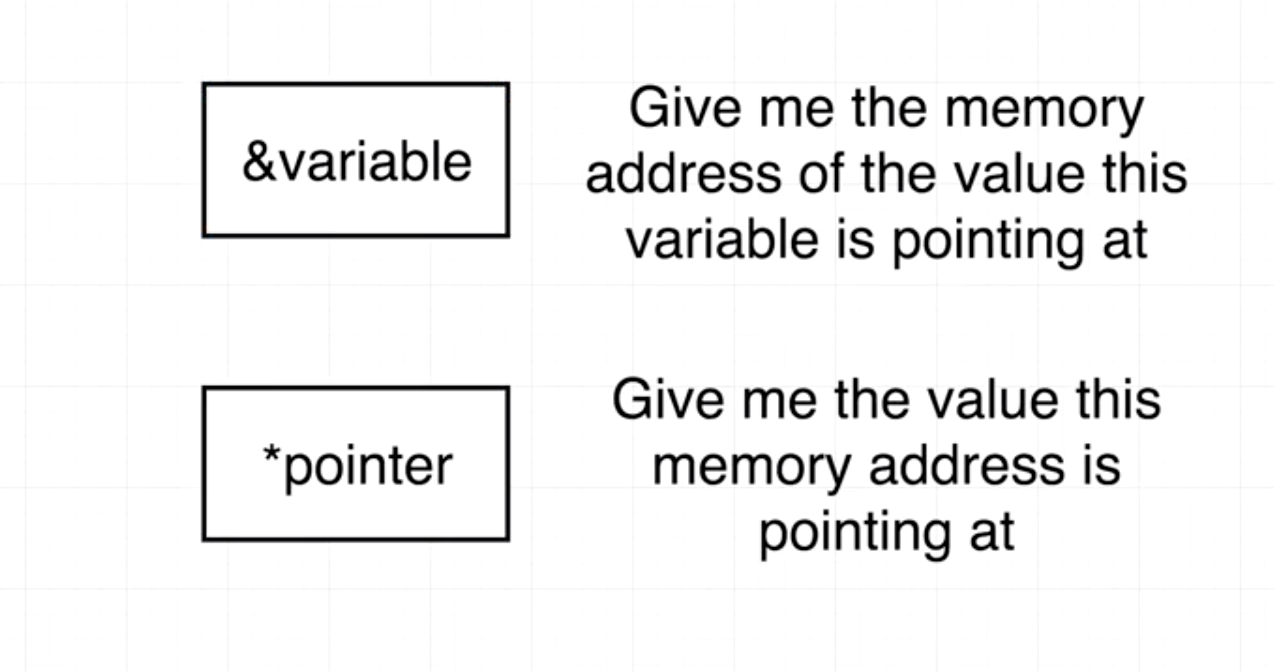 &variable
Give me the memory
address of the value this
variable is pointing at
*pointer
Give me the value this
memory address is
pointing at